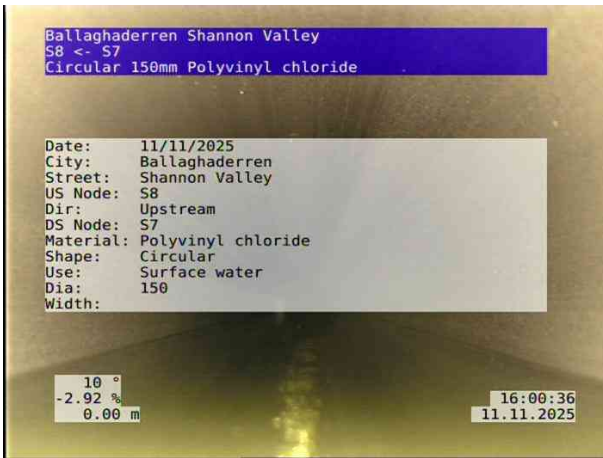 Ballaghaderren Shannon Valley
S8 <- S7
Circular 150mm Polyvinyl chloride
Date: 11/11/2025
City: Ballaghaderren
Street: Shannon Valley
US Node: S8
Dir: Upstream
DS Node: S7
Material: Polyvinyl chloride
Shape: Circular
Use: Surface water
Dia: 150
Width:
10 °
-2.92 %
0.00 m
16:00:36
11.11.2025